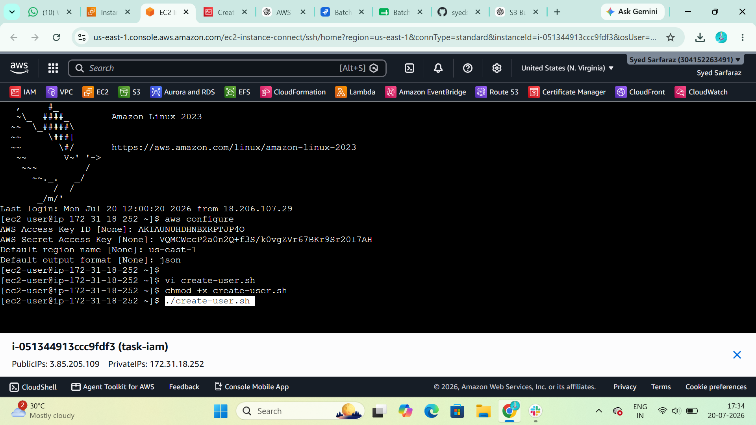 (10)
Instan
EC2 I
Creat
AWS
Batch
Batch
syed-
S3 Bu
Ask Gemini
us-east-1.console.aws.amazon.com/ec2-instance-connect/ssh/home?region=us-east-1&connType=standard&instanceId=i-051344913ccc9fdf3&osUser=...
aws
Search
[Alt+S]
United States (N. Virginia) ▼
Syed Sarfaraz (304152263491) ▼
Syed Sarfaraz
IAM
VPC
EC2
S3
Aurora and RDS
EFS
CloudFormation
Lambda
Amazon EventBridge
Route 53
Certificate Manager
CloudFront
CloudWatch
Amazon Linux 2023
https://aws.amazon.com/linux/amazon-linux-2023
Last login: Mon Jul 20 12:00:20 2026 from 18.206.107.29
[ec2-user@ip-172-31-18-252 ~]$ aws configure
AWS Access Key ID [None]:
AWS Secret Access Key [None]:
Default region name [None]: us-east-1
Default output format [None]: json
[ec2-user@ip-172-31-18-252 ~]$
[ec2-user@ip-172-31-18-252 ~]$ vi create-user.sh
[ec2-user@ip-172-31-18-252 ~]$ chmod +x create-user.sh
[ec2-user@ip-172-31-18-252 ~]$ ./create-user.sh
i-051344913ccc9fdf3 (task-iam)
PublicIPs: 3.85.205.109 PrivateIPs: 172.31.18.252
CloudShell
Agent Toolkit for AWS
Feedback
Console Mobile App
© 2026, Amazon Web Services, Inc. or its affiliates.
Privacy
Terms
Cookie preferences
2
30°C
Mostly cloudy
Search
ENG
IN
17:34
20-07-2026